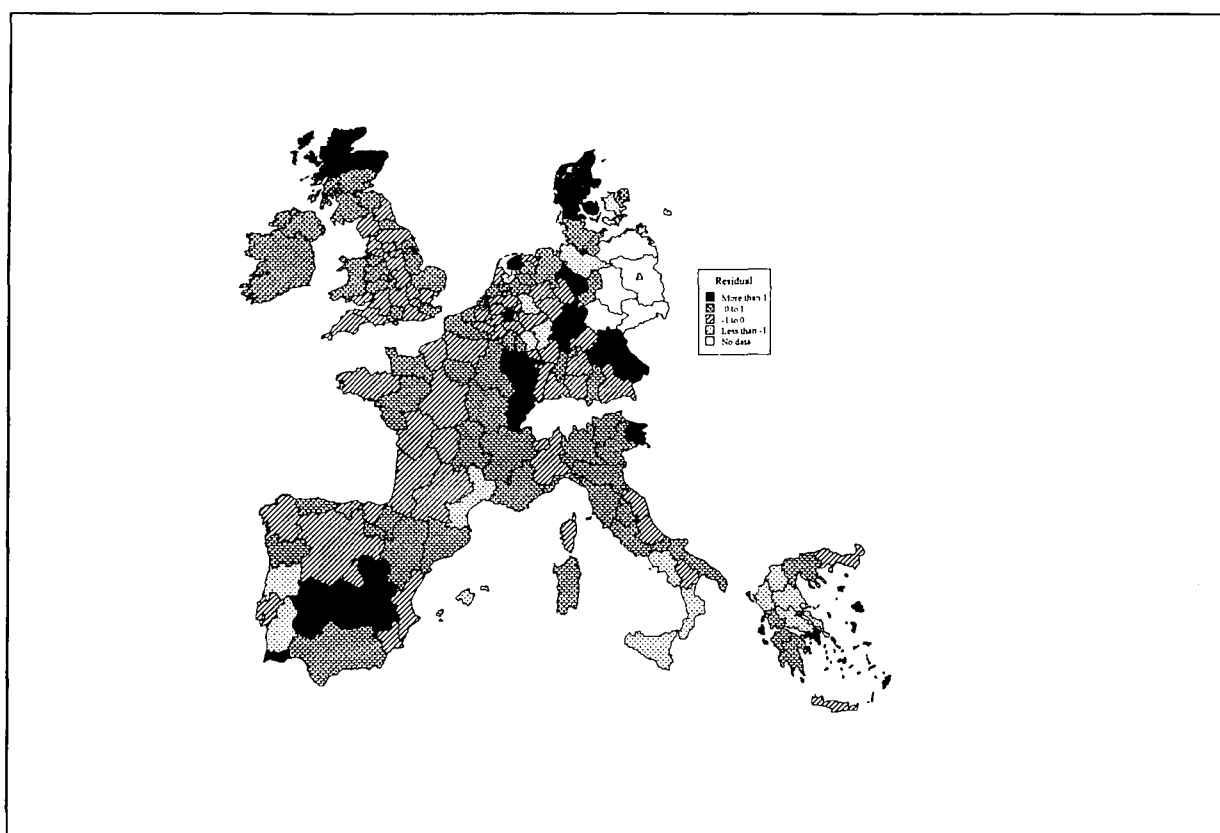 Residual
More than 1
0 to 1
-1 to 0
Less than -1
No data